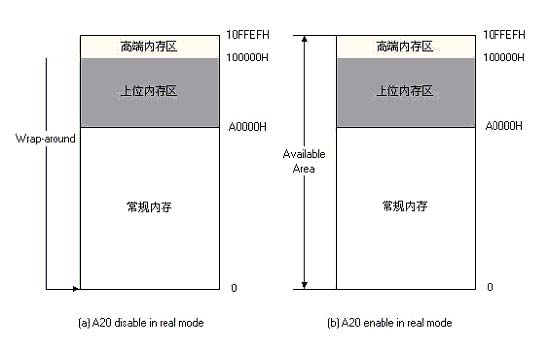 10FFEFH
高端内存区
100000H
上位内存区
A0000H
Wrap-around
常规内存
0
(a) A20 disable in real mode
10FFEFH
高端内存区
100000H
上位内存区
A0000H
Available
Area
常规内存
0
(b) A20 enable in real mode